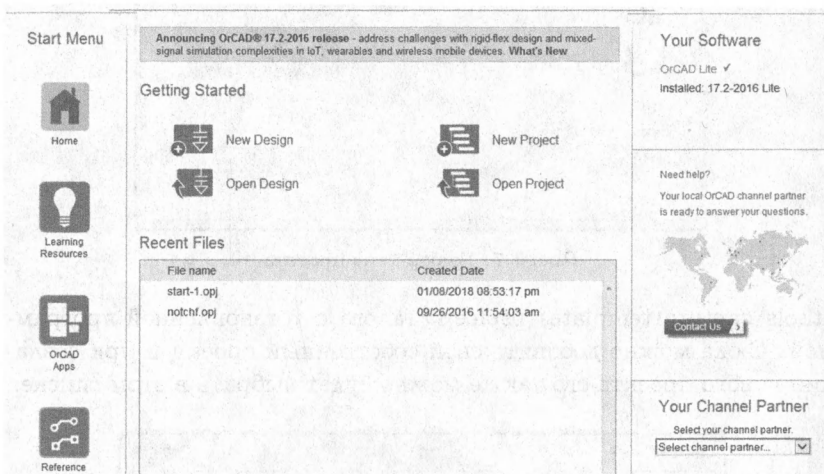 Start Menu
Home
Learning
Resources
OrCAD
Apps
Reference
Announcing OrCAD® 17.2-2016 release - address challenges with rigid-flex design and mixed-
signal simulation complexities in IoT, wearables and wireless mobile devices. What's New
Getting Started
New Design
New Project
Open Design
Open Project
Recent Files
File name Created Date
start-1.opj 01/08/2018 08:53:17 pm
notchf.opj 09/26/2016 11:54:03 am
Your Software
OrCAD Lite ✓
Installed: 17.2-2016 Lite
Need help?
Your local OrCAD channel partner
is ready to answer your questions.
Contact Us
Your Channel Partner
Select your channel partner.
Select channel partner...